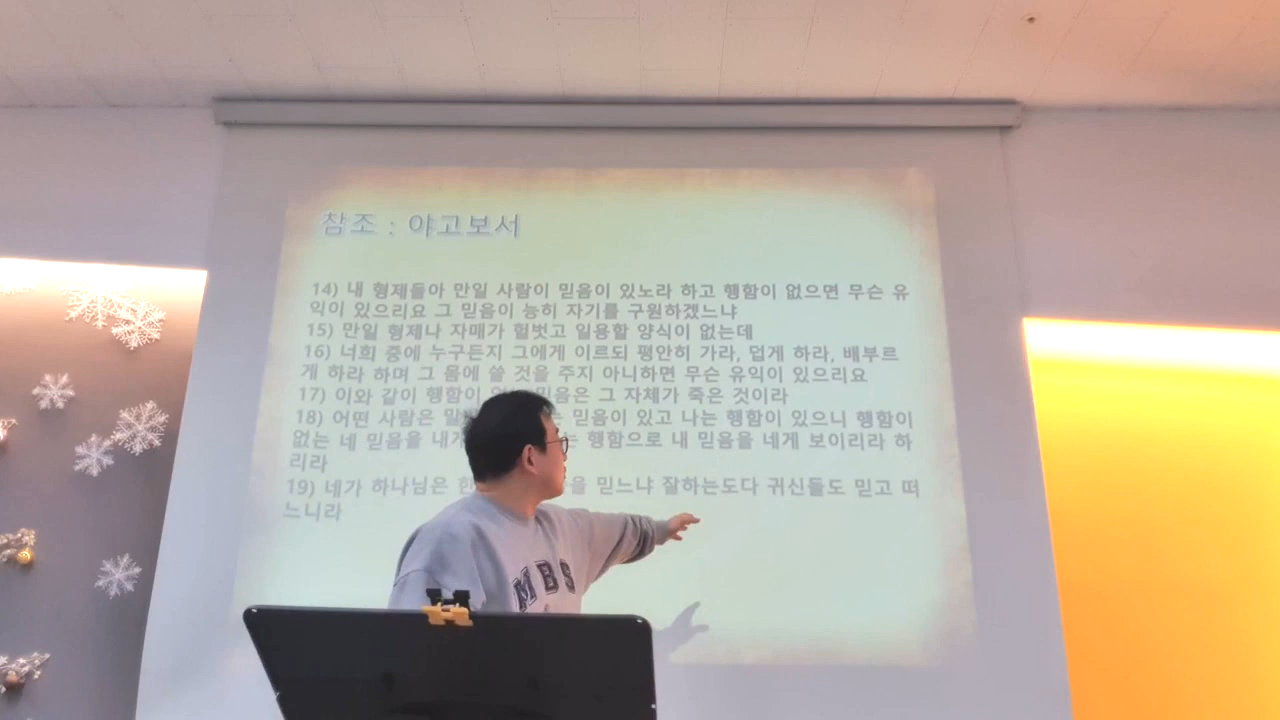 참조 : 야고보서
14) 내 형제들아 만일 사람이 믿음이 있노라 하고 행함이 없으면 무슨 유
익이 있으리요 그 믿음이 능히 자기를 구원하겠느냐
15) 만일 형제나 자매가 헐벗고 일용할 양식이 없는데
16) 너희 중에 누구든지 그에게 이르되 평안히 가라, 덥게 하라, 배부르
게 하라 하며 그 몸에 쓸 것을 주지 아니하면 무슨 유익이 있으리요
17) 이와 같이 행함이 믿음은 그 자체가 죽은 것이라
18) 어떤 사람은 믿음이 있고 나는 행함이 있으니 행함이
없는 네 믿음을 행함으로 내 믿음을 네게 보이리라 하
리라
19) 네가 하나님은 믿느냐 잘하는도다 귀신들도 믿고 떠
느니라
MBS